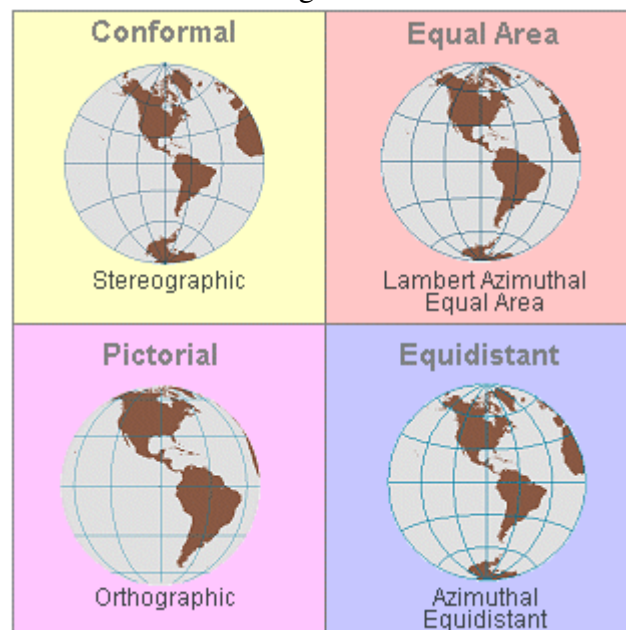 Conformal
Stereographic
Equal Area
Lambert Azimuthal
Equal Area
Pictorial
Orthographic
Equidistant
Azimuthal
Equidistant